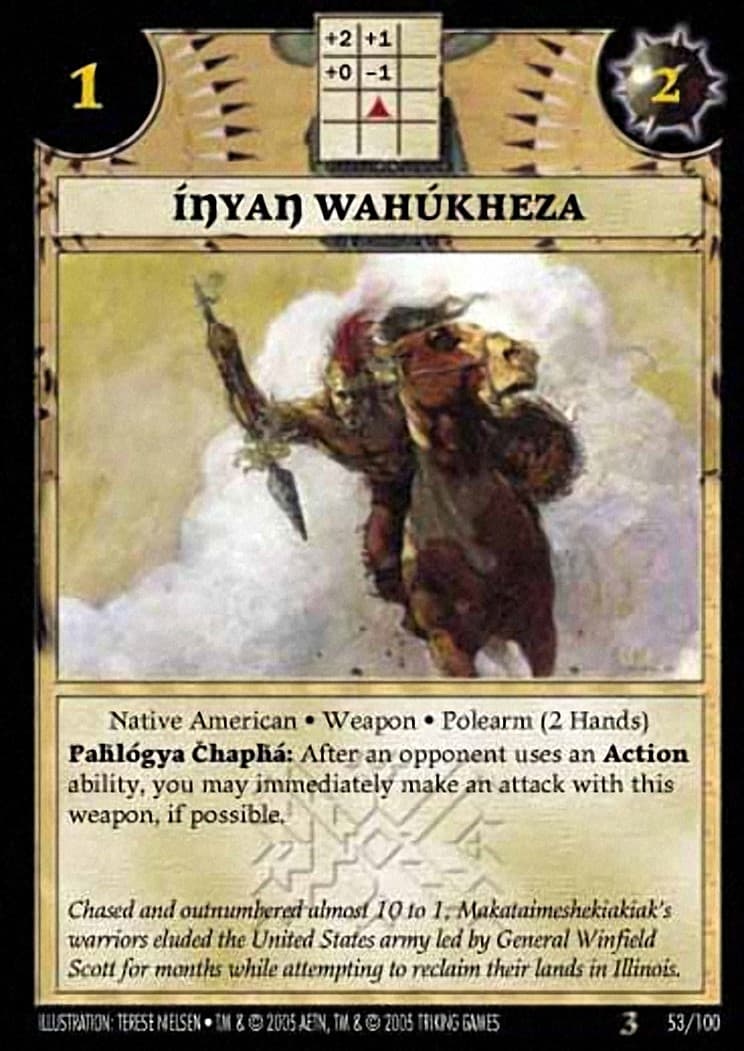 1
+2 +1
+0 -1
2
ÍŊYAŊ WAHÚKHEZA
Native American • Weapon • Polearm (2 Hands)
Pahlógya Čhaphá: After an opponent uses an Action
ability, you may immediately make an attack with this
weapon, if possible.
Chased and outnumbered almost 10 to 1, Makataimeshekiakiak's
warriors eluded the United States army led by General Winfield
Scott for months while attempting to reclaim their lands in Illinois.
ILLUSTRATION: TERESE NIELSEN • TM & © 2005 AETN, TM & © 2005 TRIKING GAMES 3 53/100